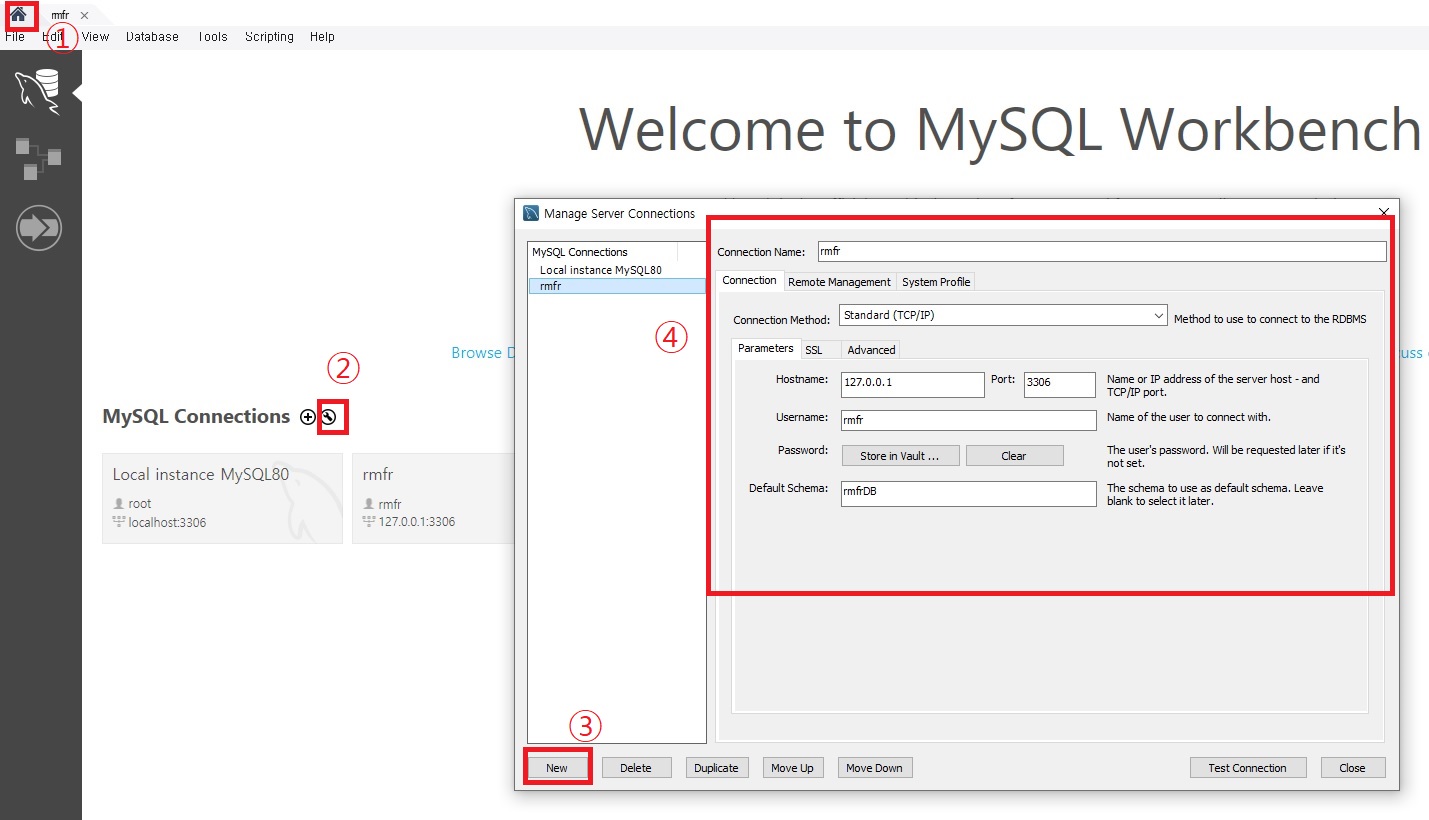 rmfr
①
File Edit View Database Tools Scripting Help
Welcome to MySQL Workbench
Manage Server Connections
MySQL Connections
Local instance MySQL80
rmfr
Connection Name: rmfr
Connection Remote Management System Profile
Connection Method: Standard (TCP/IP) Method to use to connect to the RDBMS
④
Parameters SSL Advanced
Hostname: 127.0.0.1 Port: 3306 Name or IP address of the server host - and
TCP/IP port.
Username: rmfr Name of the user to connect with.
Password: Store in Vault ... Clear The user's password. Will be requested later if it's
not set.
Default Schema: rmfrDB The schema to use as default schema. Leave
blank to select it later.
Browse D
②
MySQL Connections
Local instance MySQL80
root
localhost:3306
rmfr
rmfr
127.0.0.1:3306
③
New Delete Duplicate Move Up Move Down Test Connection Close